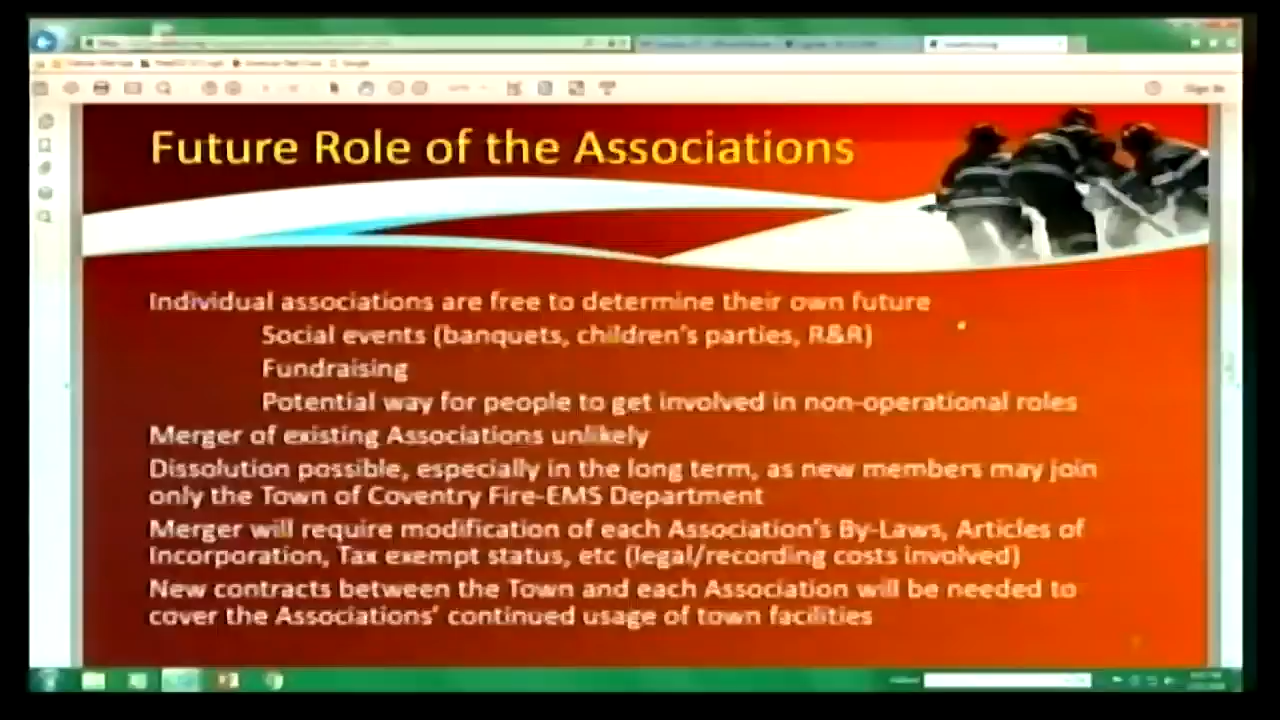 Sign In
Future Role of the Associations
Individual associations are free to determine their own future
Social events (banquets, children's parties, R&R)
Fundraising
Potential way for people to get involved in non-operational roles
Merger of existing Associations unlikely
Dissolution possible, especially in the long term, as new members may join
only the Town of Coventry Fire-EMS Department
Merger will require modification of each Association's By-Laws, Articles of
Incorporation, Tax exempt status, etc (legal/recording costs involved)
New contracts between the Town and each Association will be needed to
cover the Associations' continued usage of town facilities